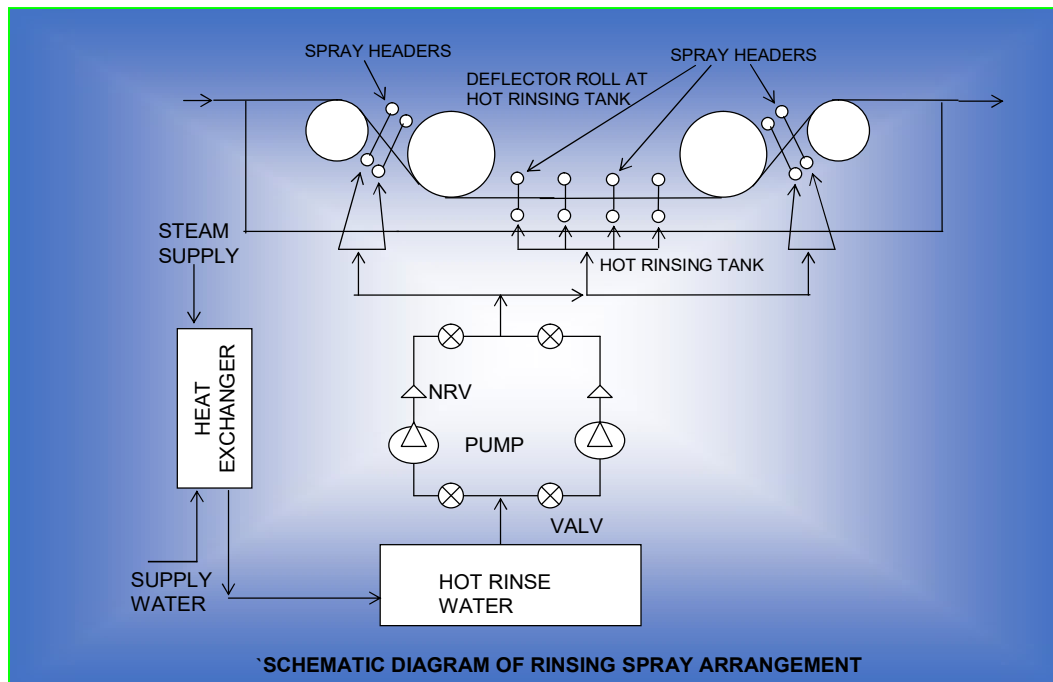 SPRAY HEADERS
SPRAY HEADERS
DEFLECTOR ROLL AT
HOT RINSING TANK
STEAM
SUPPLY
HOT RINSING TANK
HEAT
EXCHANGER
NRV
PUMP
VALV
SUPPLY
WATER
HOT RINSE
WATER
`SCHEMATIC DIAGRAM OF RINSING SPRAY ARRANGEMENT